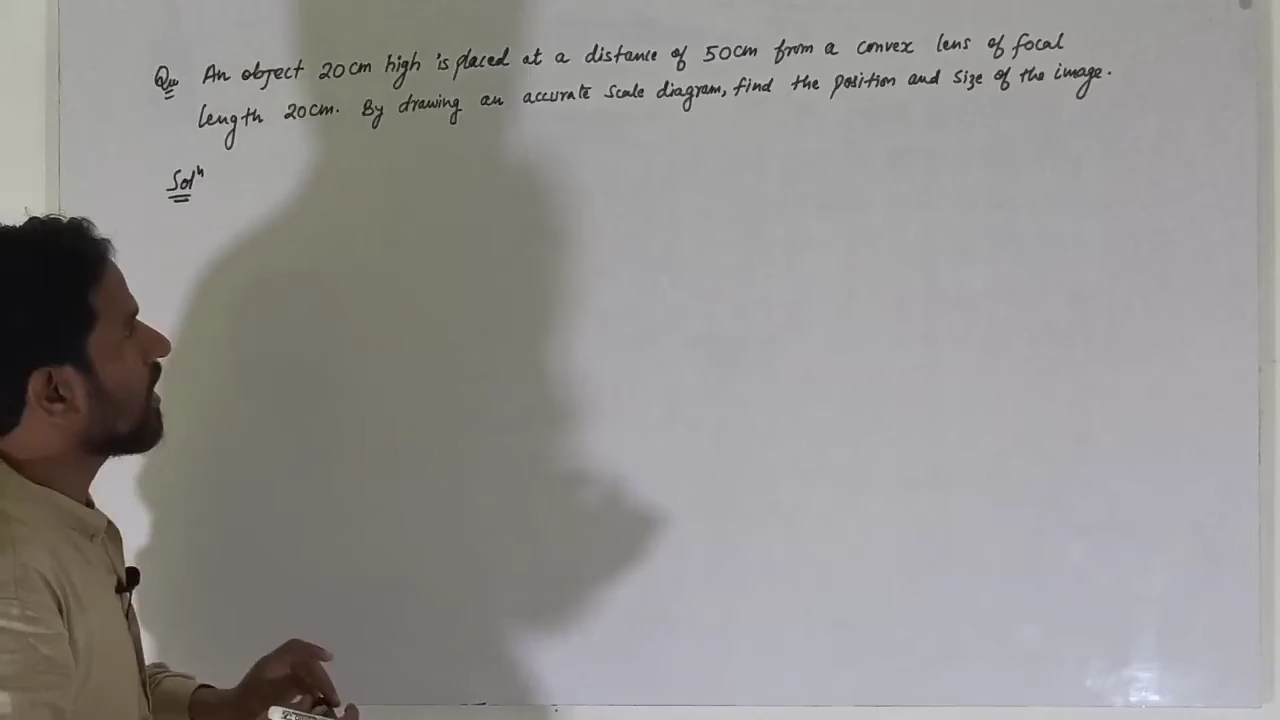 Qu An object 20cm high is placed at a distance of 50cm from a convex lens of focal
length 20cm. By drawing an accurate scale diagram, find the position and size of the image.
Solⁿ